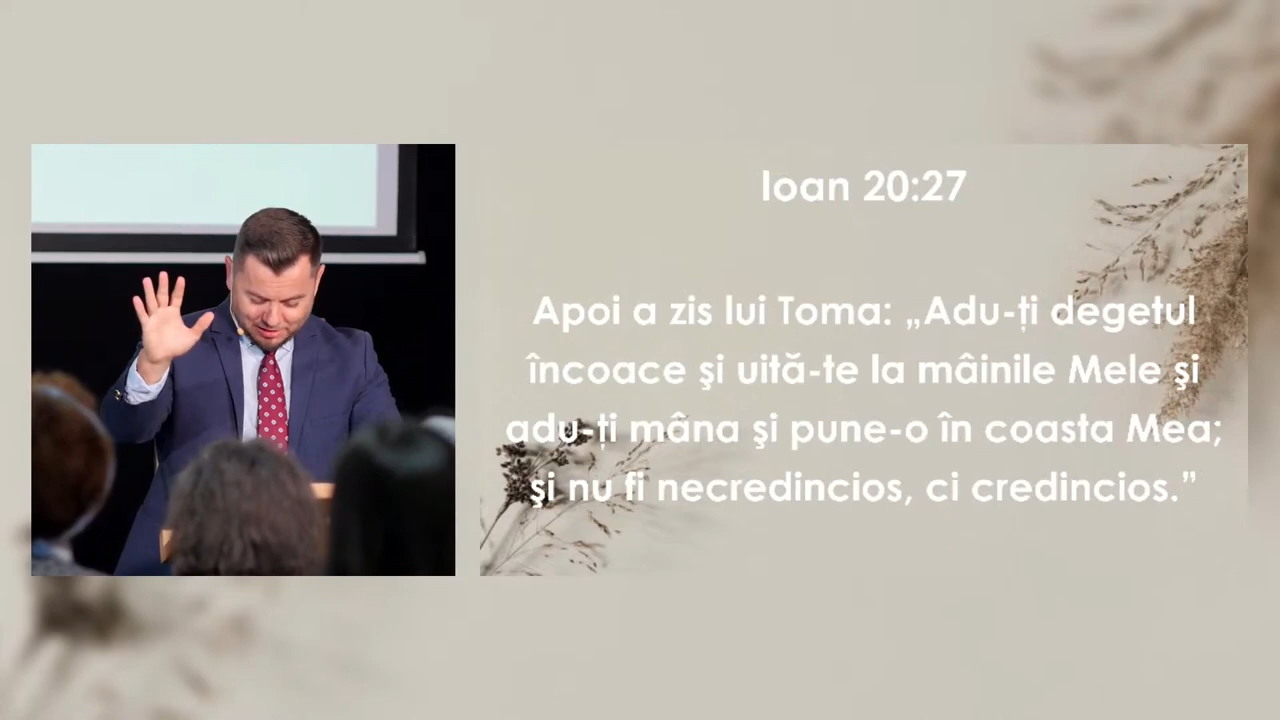 Ioan 20:27
Apoi a zis lui Toma: „Adu-ți degetul
încoace şi uită-te la mâinile Mele şi
adu-ți mâna şi pune-o în coasta Mea;
şi nu fi necredincios, ci credincios.”